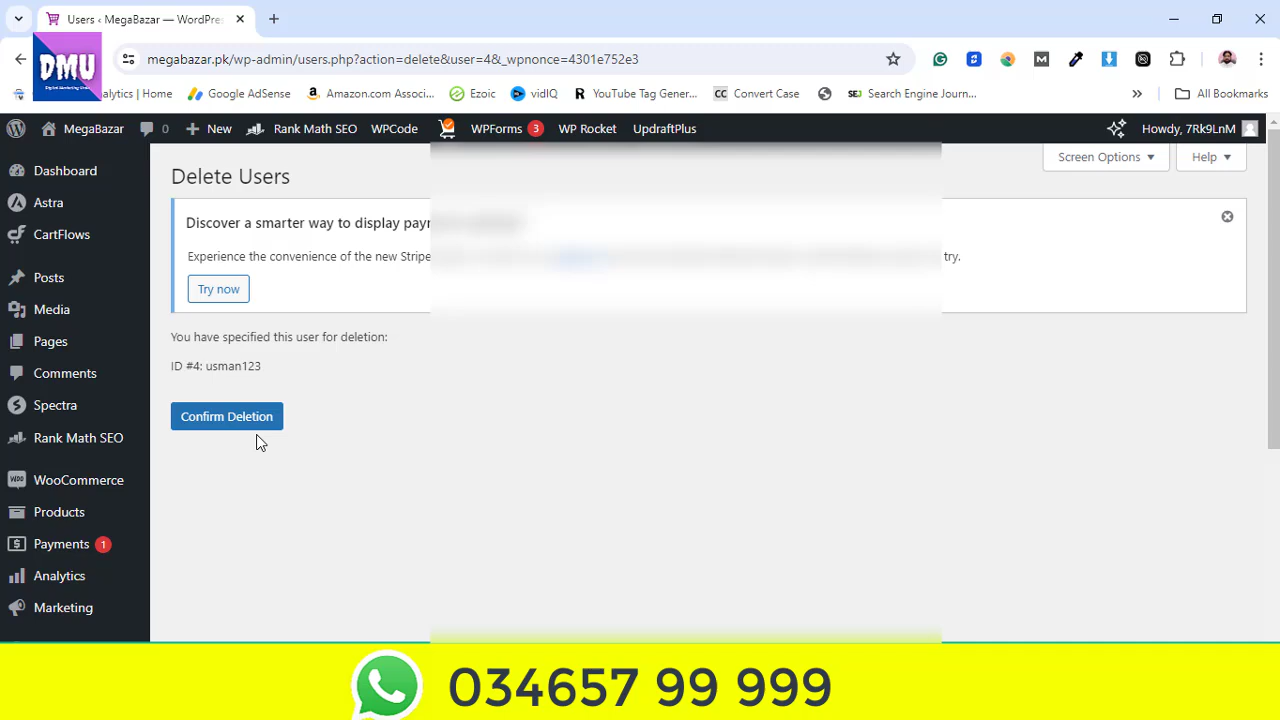 Users ‹ MegaBazar — WordPre
megabazar.pk/wp-admin/users.php?action=delete&user=4&_wpnonce=4301e752e3
DMU
alytics | Home
Google AdSense
Amazon.com Associ...
Ezoic
vidIQ
YouTube Tag Gener...
CC Convert Case
SEJ Search Engine Journ...
All Bookmarks
MegaBazar
0
New
Rank Math SEO
WPCode
WPForms 3
WP Rocket
UpdraftPlus
Howdy, 7Rk9LnM
Dashboard
Astra
CartFlows
Posts
Media
Pages
Comments
Spectra
Rank Math SEO
WooCommerce
Products
Payments 1
Analytics
Marketing
Screen Options
Help
Delete Users
Discover a smarter way to display
Experience the convenience of the new Stripe
try.
Try now
You have specified this user for deletion:
ID #4: usman123
Confirm Deletion
034657 99 999